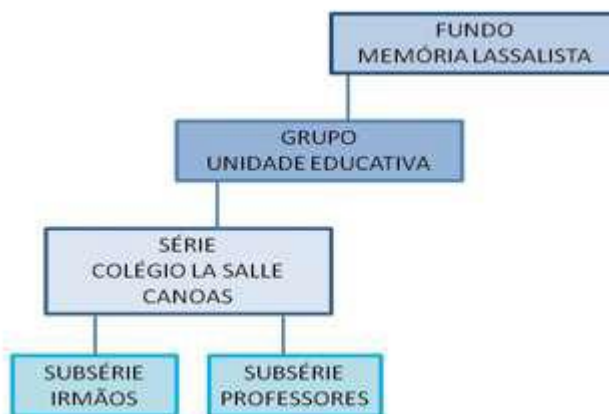 FUNDO
MEMÓRIA LASSALISTA
GRUPO
UNIDADE EDUCATIVA
SÉRIE
COLÉGIO LA SALLE
CANOAS
SUBSÉRIE
IRMÃOS
SUBSÉRIE
PROFESSORES